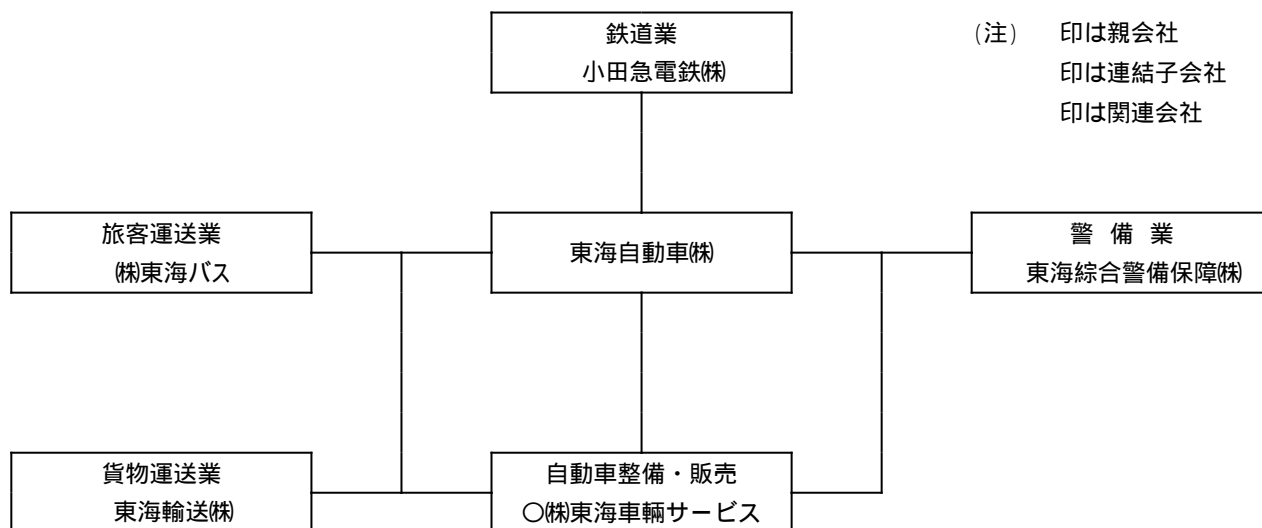 鉄道業
小田急電鉄㈱
(注) 印は親会社
印は連結子会社
印は関連会社
旅客運送業
㈱東海バス
東海自動車㈱
警 備 業
東海綜合警備保障㈱
貨物運送業
東海輸送㈱
自動車整備・販売
○㈱東海車輌サービス